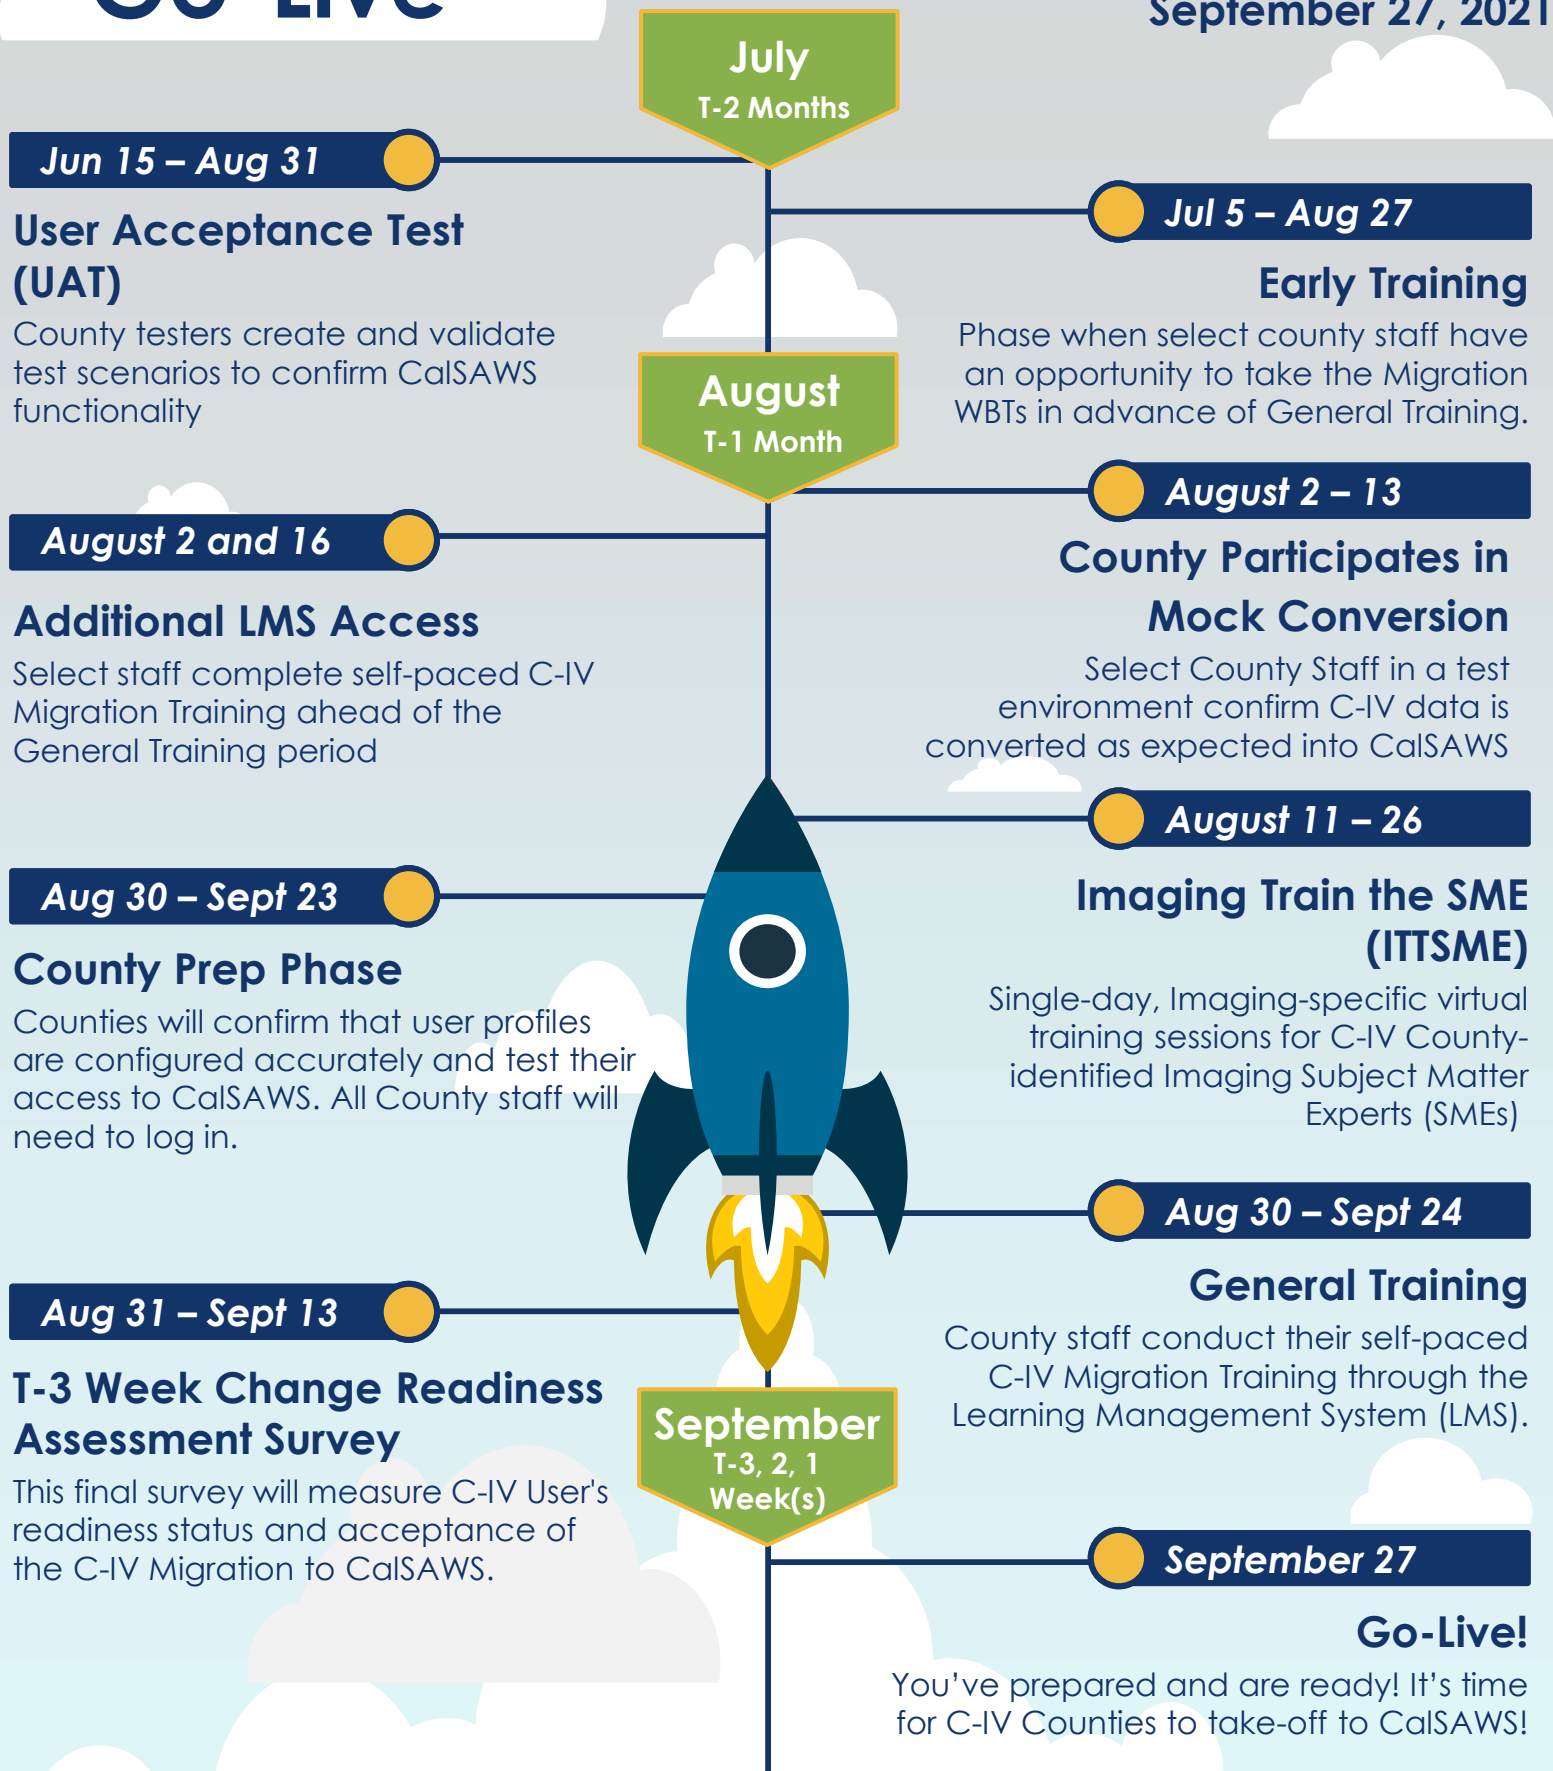 Go-Live
September 27, 2021
July
T-2 Months
Jun 15 – Aug 31
User Acceptance Test
(UAT)
County testers create and validate
test scenarios to confirm CalSAWS
functionality
Jul 5 – Aug 27
Early Training
Phase when select county staff have
an opportunity to take the Migration
WBTs in advance of General Training.
August
T-1 Month
August 2 – 13
County Participates in
Mock Conversion
Select County Staff in a test
environment confirm C-IV data is
converted as expected into CalSAWS
August 2 and 16
Additional LMS Access
Select staff complete self-paced C-IV
Migration Training ahead of the
General Training period
August 11 – 26
Imaging Train the SME
(ITTSME)
Single-day, Imaging-specific virtual
training sessions for C-IV County-
identified Imaging Subject Matter
Experts (SMEs)
Aug 30 – Sept 23
County Prep Phase
Counties will confirm that user profiles
are configured accurately and test their
access to CalSAWS. All County staff will
need to log in.
Aug 30 – Sept 24
General Training
County staff conduct their self-paced
C-IV Migration Training through the
Learning Management System (LMS).
Aug 31 – Sept 13
T-3 Week Change Readiness
Assessment Survey
This final survey will measure C-IV User's
readiness status and acceptance of
the C-IV Migration to CalSAWS.
September
T-3, 2, 1
Week(s)
September 27
Go-Live!
You've prepared and are ready! It's time
for C-IV Counties to take-off to CalSAWS!